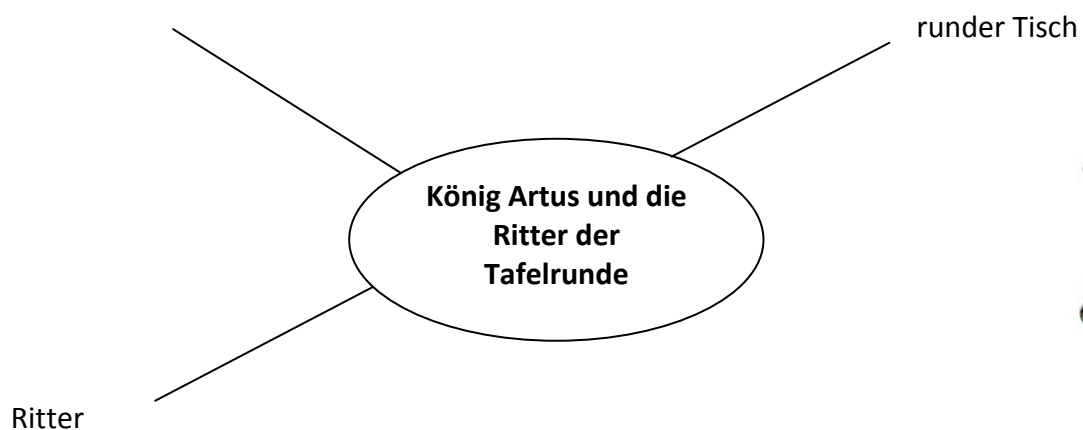 runder Tisch
König Artus und die
Ritter der
Tafelrunde
Ritter